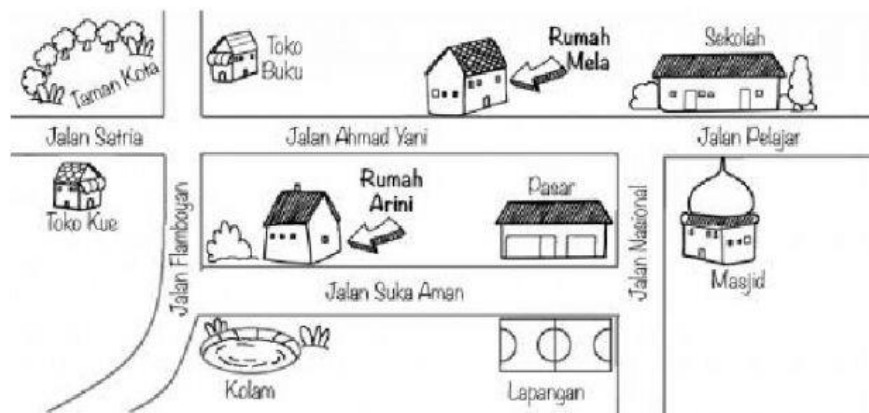 Taman Kota
Toko
Buku
Rumah
Mela
Sekolah
Jalan Satria
Jalan Ahmad Yani
Jalan Pelajar
Toko Kue
Jalan Flamboyan
Rumah
Arini
Pasar
Jalan Nasional
Masjid
Jalan Suka Aman
Kolam
Lapangan